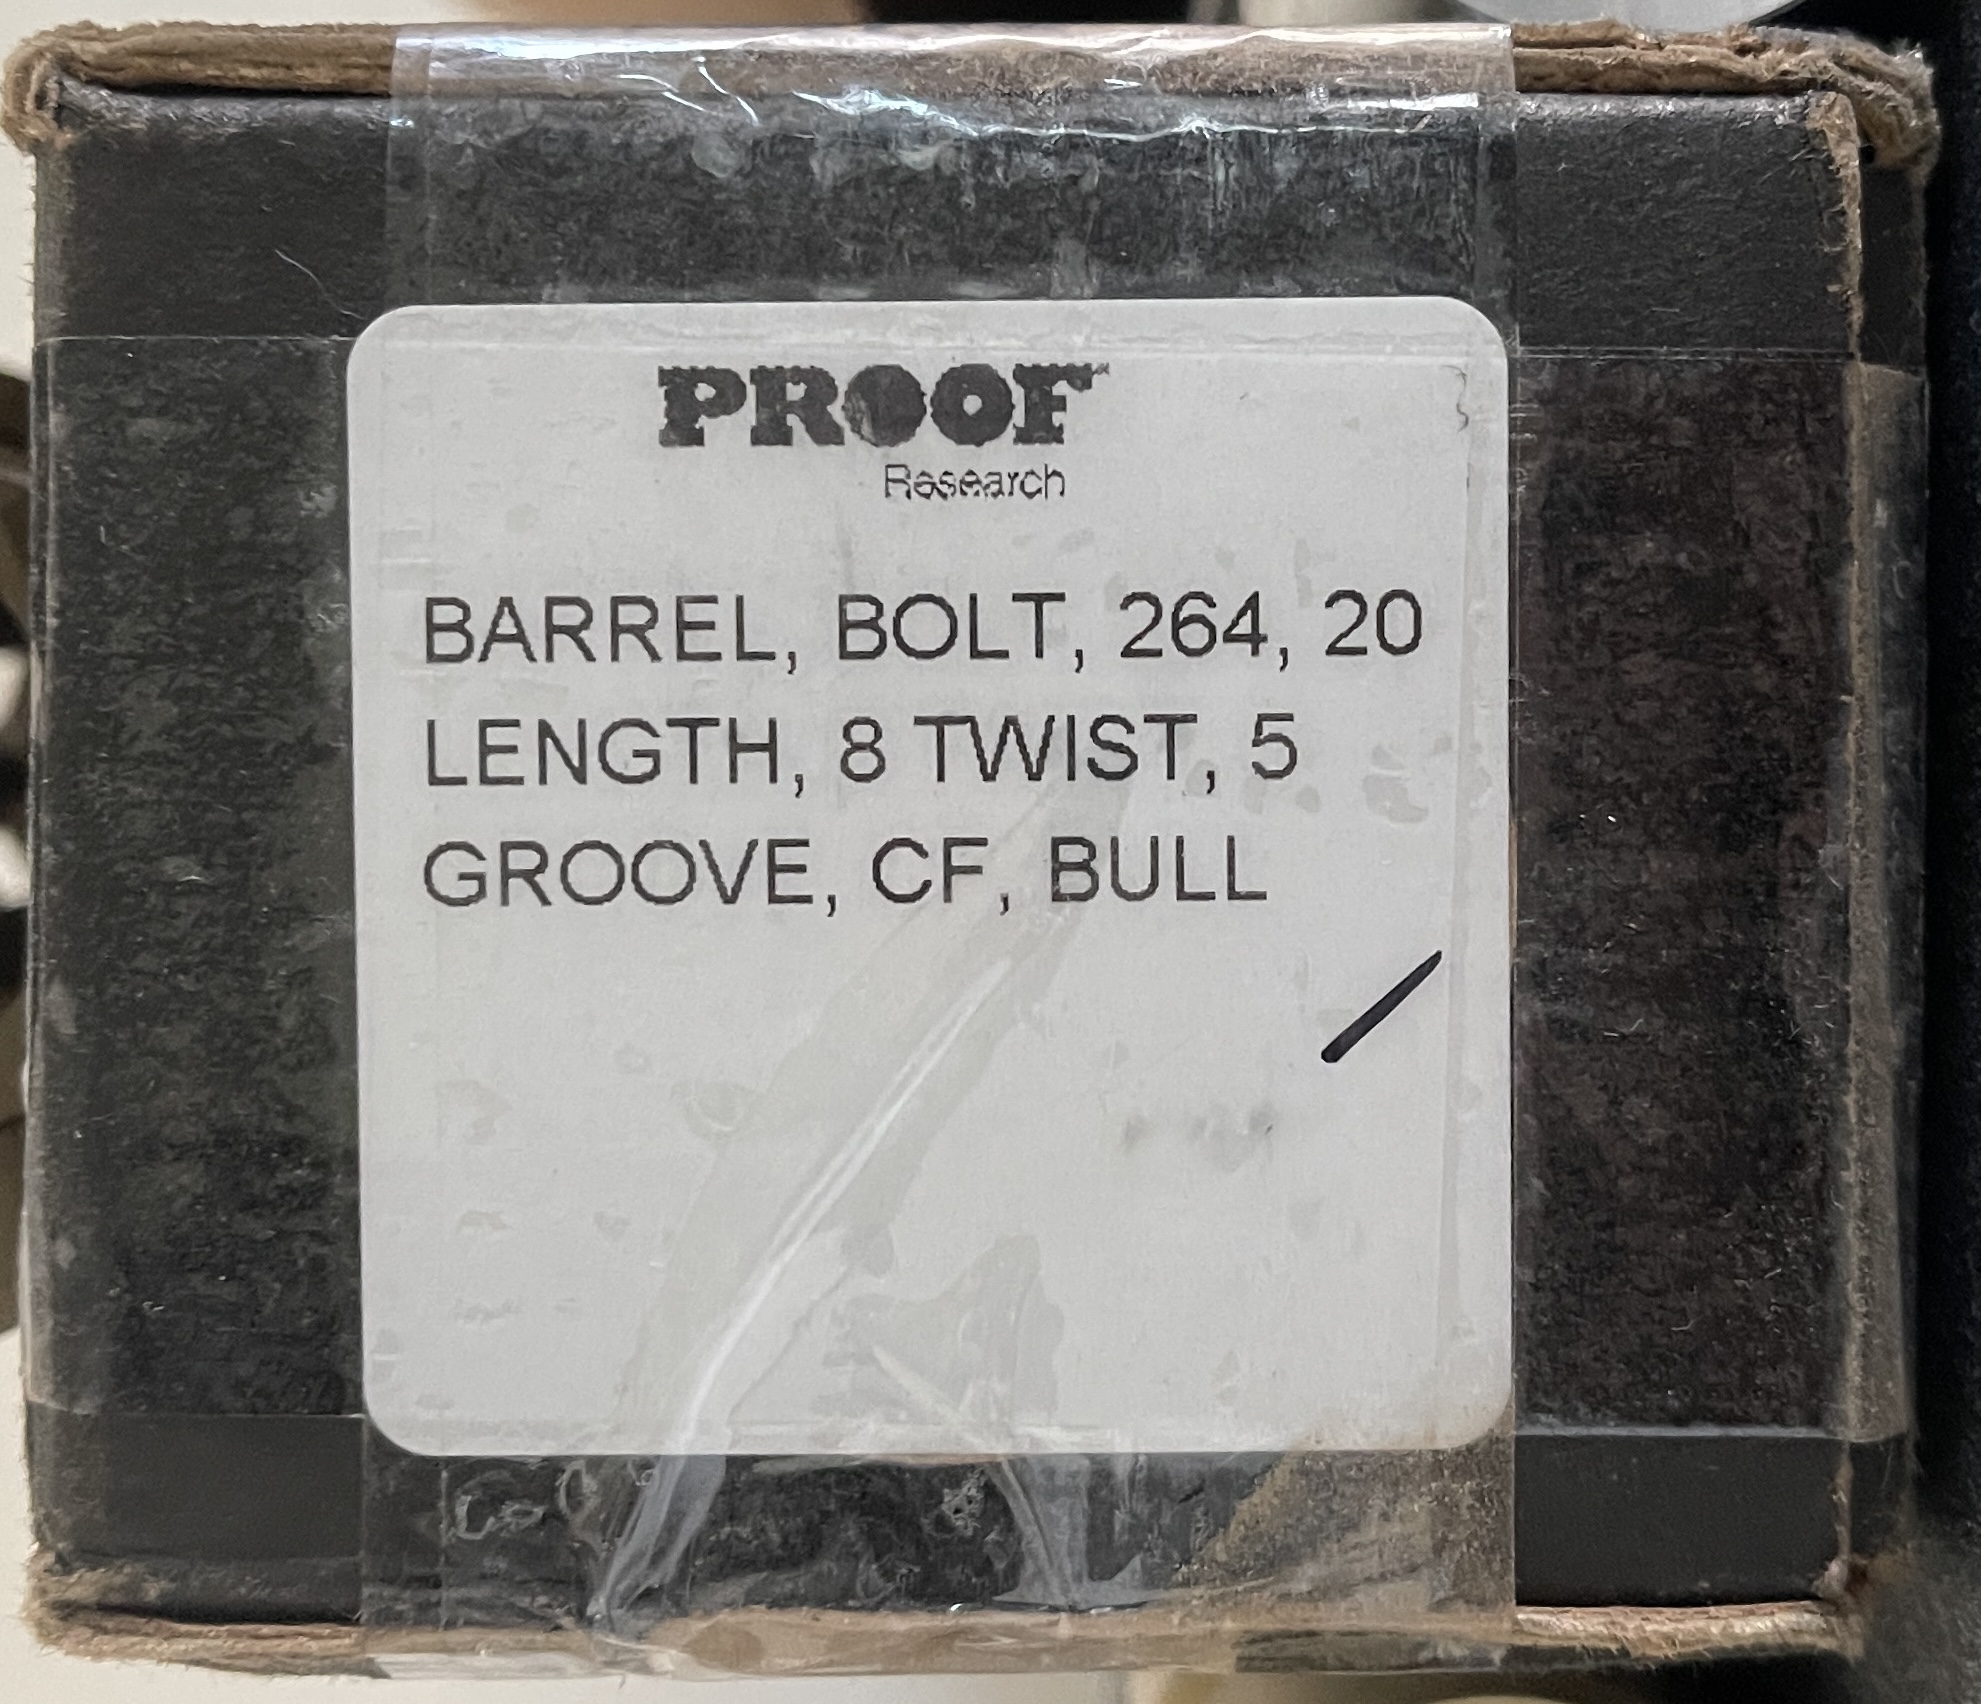 PROOF
Research
BARREL, BOLT, 264, 20
LENGTH, 8 TWIST, 5
GROOVE, CF, BULL